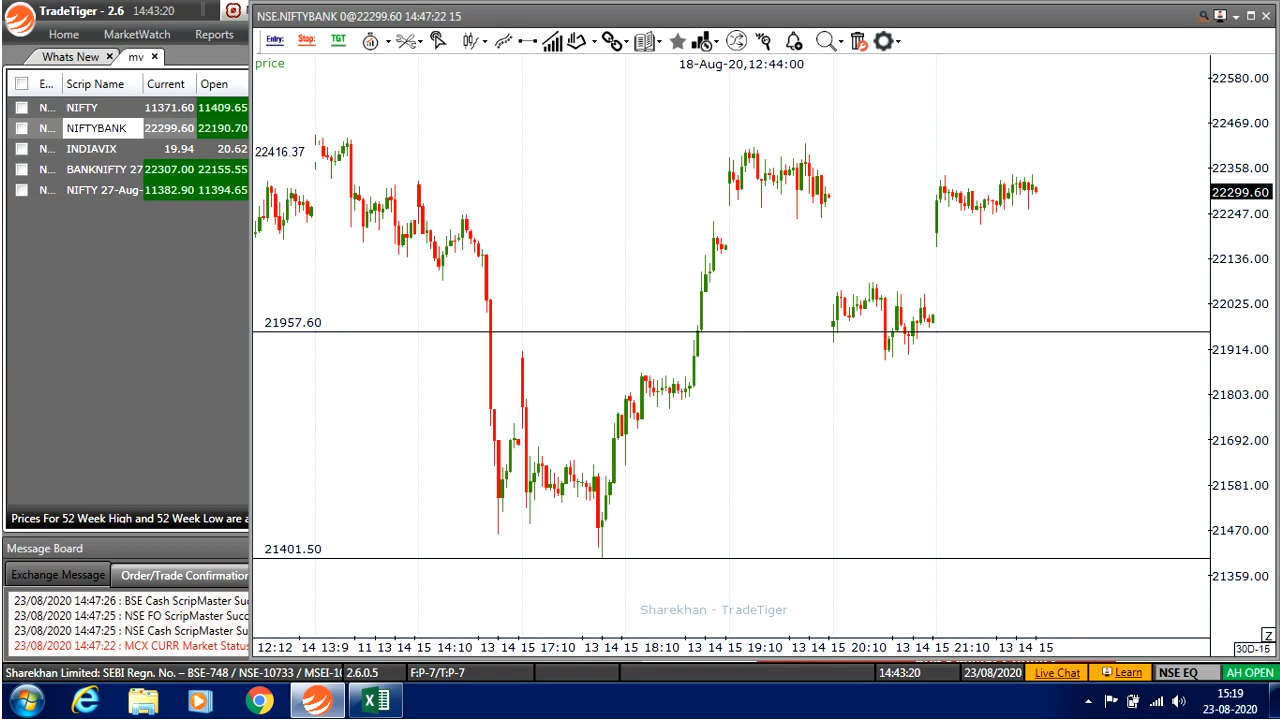 TradeTiger - 2.6 14:43:20
Home MarketWatch Reports
Whats New mv
E... Scrip Name Current Open
N... NIFTY 11371.60 11409.65
N... NIFTYBANK 22299.60 22190.70
N... INDIAVIX 19.94 20.62
N... BANKNIFTY 27 22307.00 22155.55
N... NIFTY 27-Aug- 11382.90 11394.65
Prices For 52 Week High and 52 Week Low are a
Message Board
Exchange Message Order/Trade Confirmation
23/08/2020 14:47:26 : BSE Cash ScripMaster Suc
23/08/2020 14:47:25 : NSE FO ScripMaster Succ
23/08/2020 14:47:25 : NSE Cash ScripMaster Su
23/08/2020 14:47:22 : MCX CURR Market Status
NSE.NIFTYBANK 0@22299.60 14:47:22 15
Entry: Stop: TGT
price
18-Aug-20,12:44:00
22416.37
21957.60
21401.50
22580.00
22469.00
22358.00
22299.60
22247.00
22136.00
22025.00
21914.00
21803.00
21692.00
21581.00
21470.00
21359.00
Sharekhan - TradeTiger
Z
12:12 14 13:9 11 13 14 15 14:10 13 14 15 17:10 13 14 15 18:10 13 14 15 19:10 13 14 15 20:10 13 14 15 21:10 13 14 15
30D-15
Sharekhan Limited: SEBI Regn. No. – BSE-748 / NSE-10733 / MSEI-1 2.6.0.5 F:P-7/P:T-7 14:43:20 23/08/2020 Live Chat Learn NSE EQ AH OPEN
15:19
23-08-2020